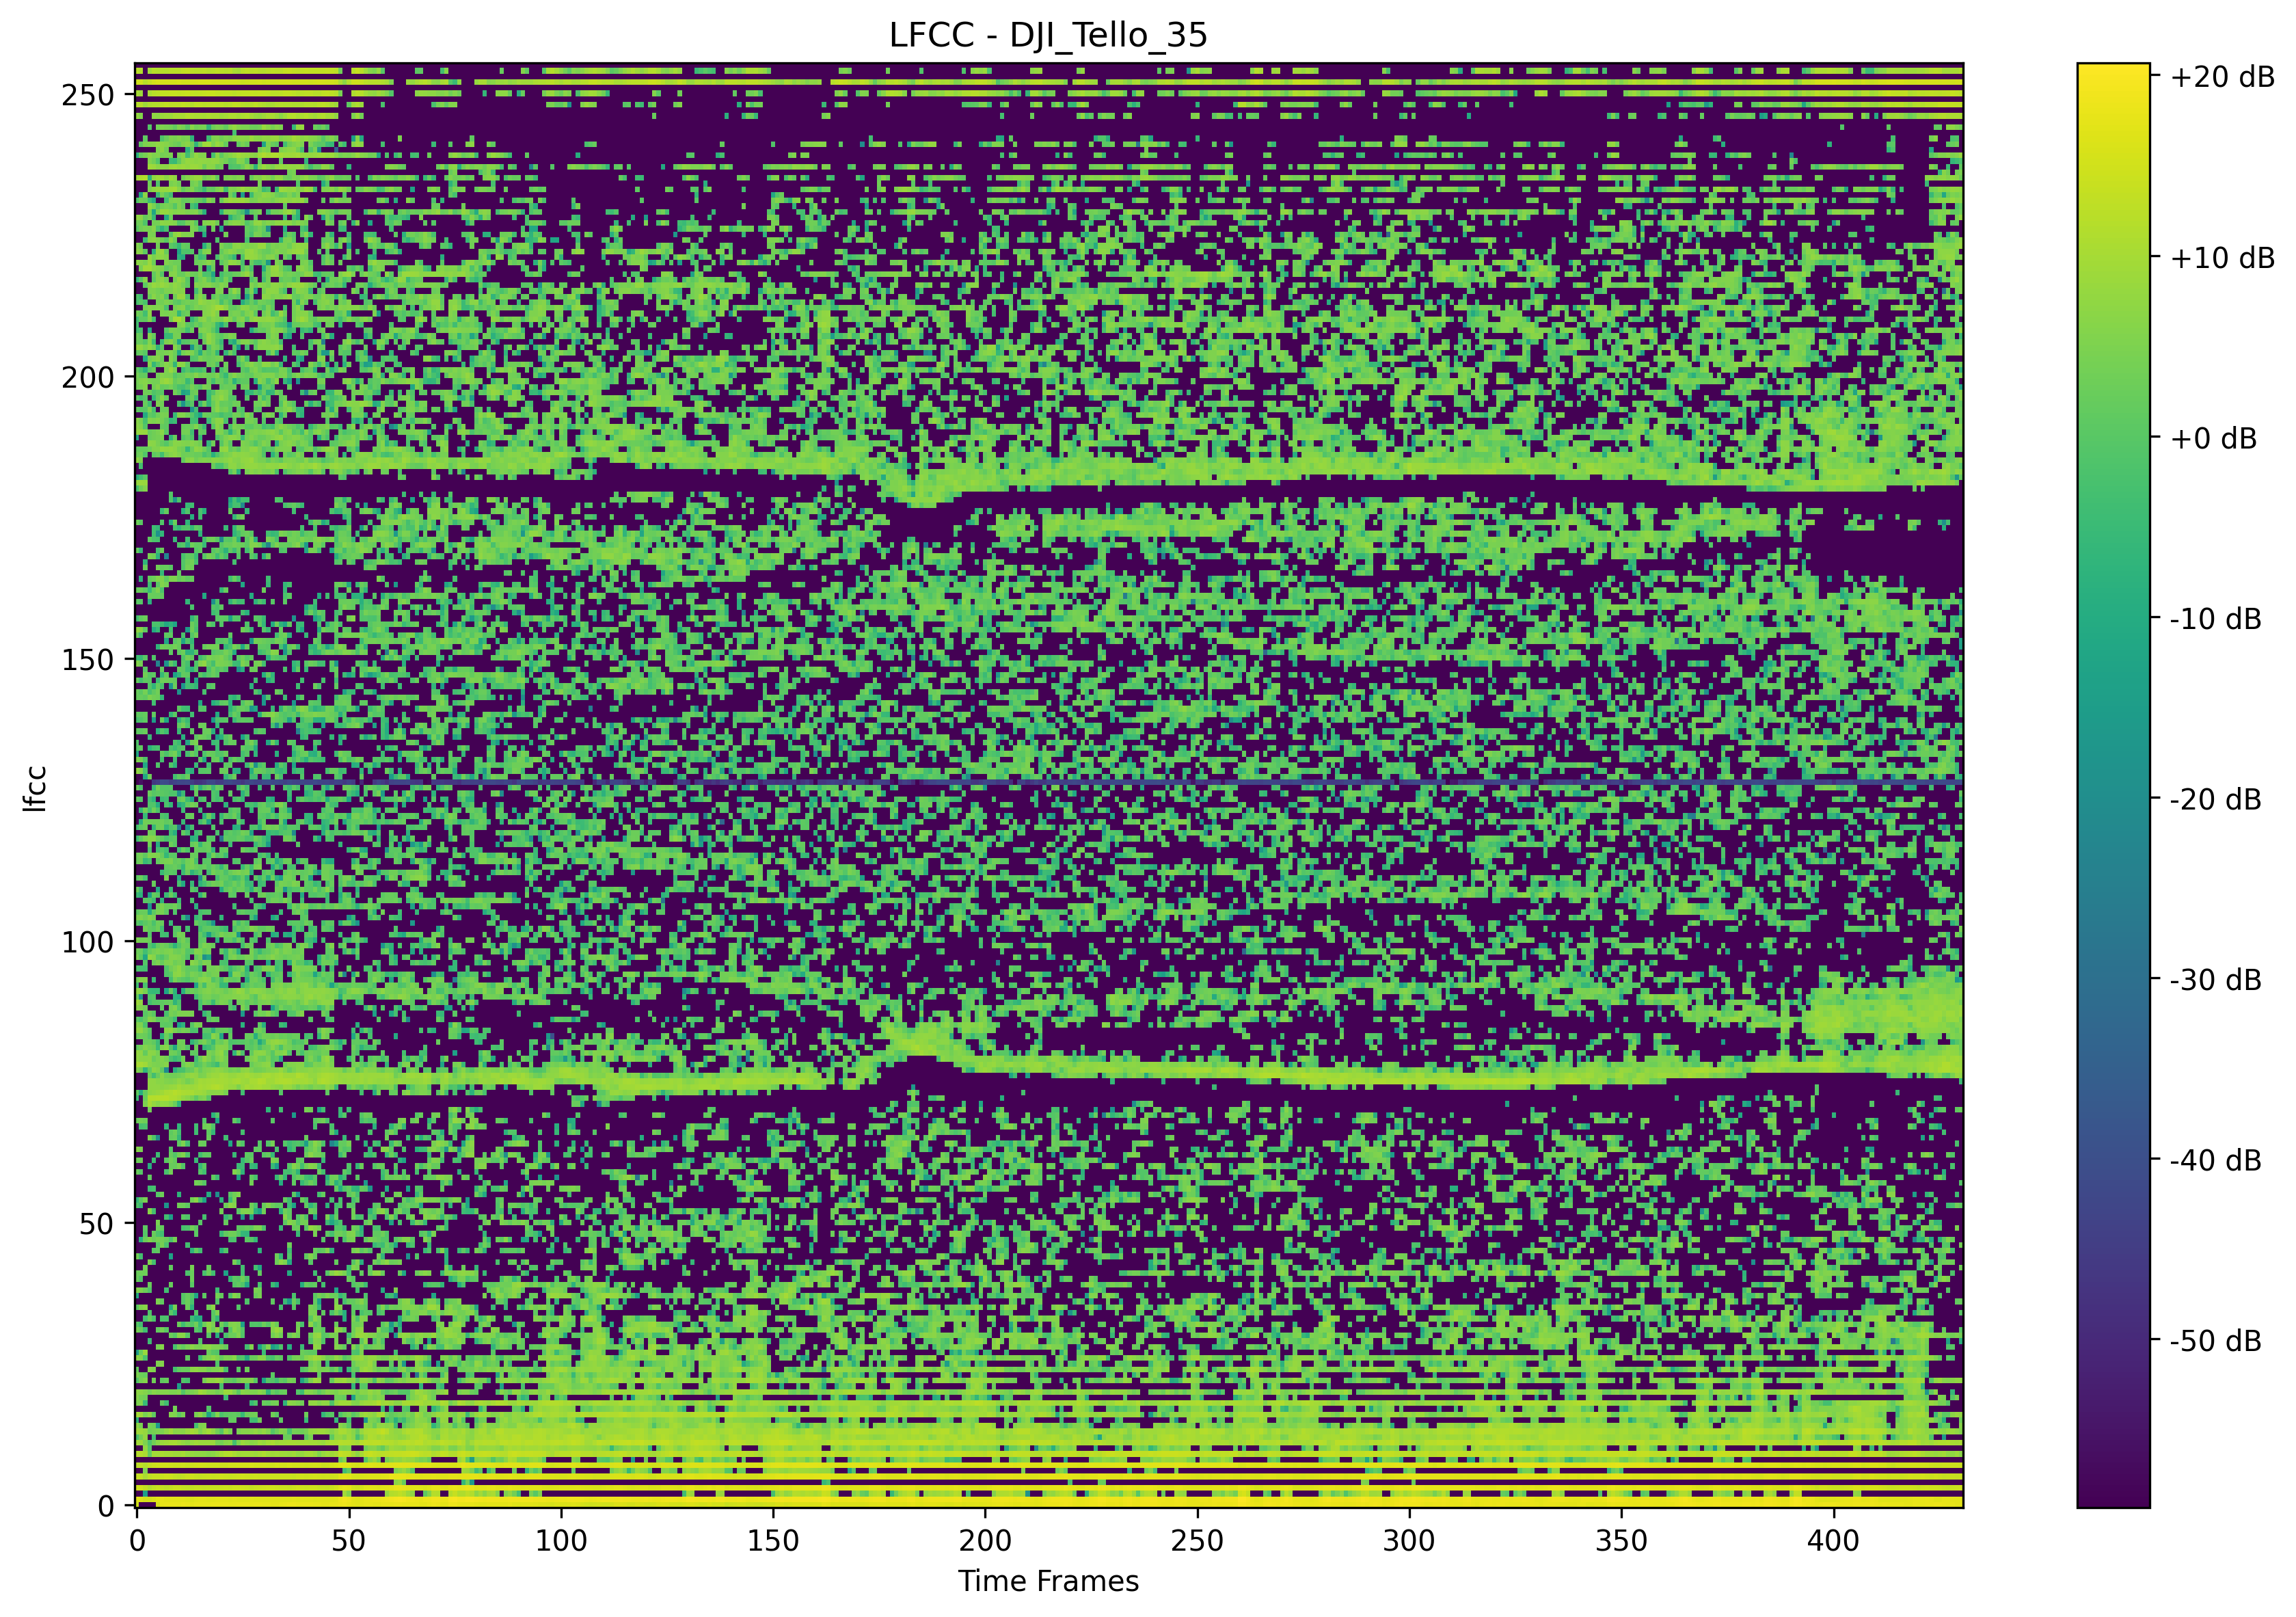 LFCC - DJI_Tello_35
250
200
150
100
50
0
lfcc
0 50 100 150 200 250 300 350 400
Time Frames
+20 dB
+10 dB
+0 dB
-10 dB
-20 dB
-30 dB
-40 dB
-50 dB